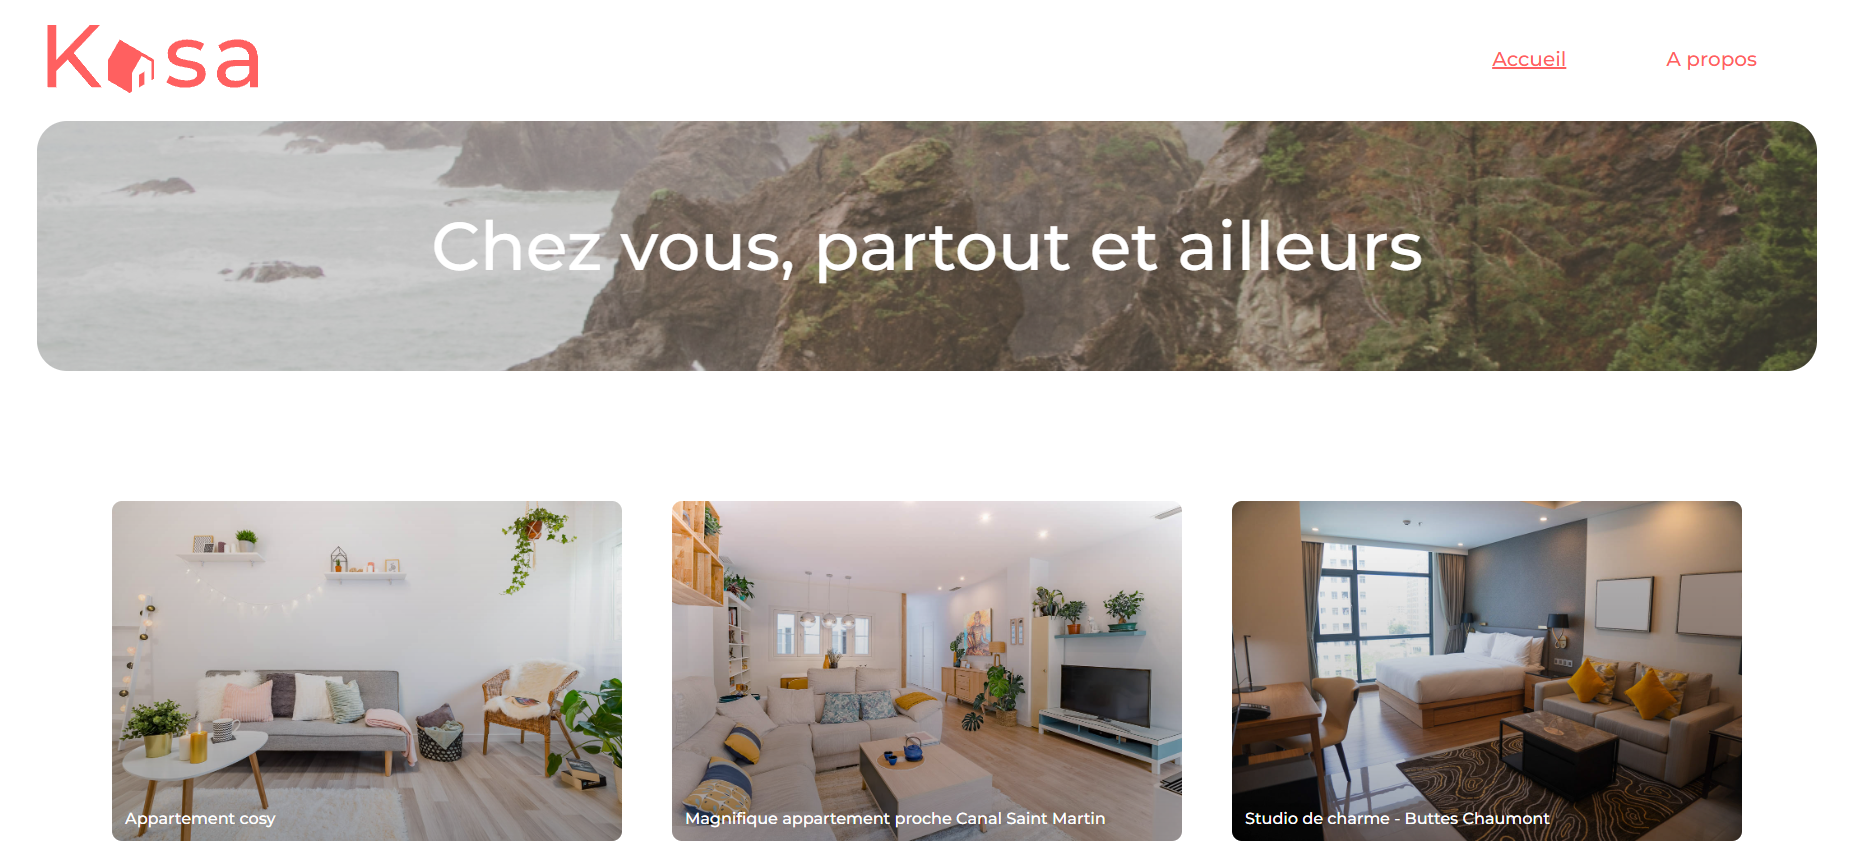 Kasa
Accueil
A propos
Chez vous, partout et ailleurs
Appartement cosy
Magnifique appartement proche Canal Saint Martin
Studio de charme - Buttes Chaumont